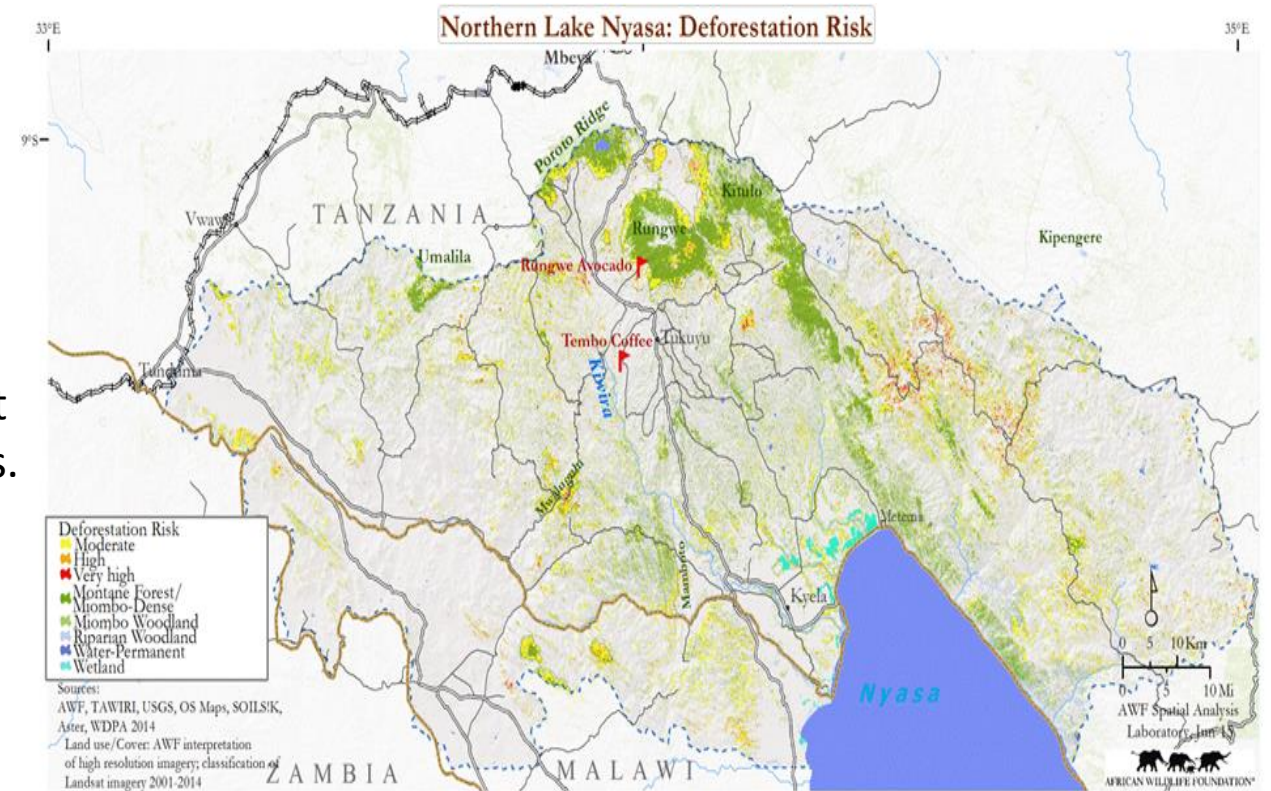 Northern Lake Nyasa: Deforestation Risk
33°E
35°E
Mbeya
9°S
Poroto Ridge
Kitulo
TANZANIA
Vwawa
Rungwe
Kipengere
Umalila
Rungwe Avocado
Tembo Coffee
Tukuyu
Tunduma
Kiwira
t
s.
Mwalugulu
Metema
Mamboto
Kyela
Nyasa
Deforestation Risk
Moderate
High
Very high
Montane Forest/
Miombo-Dense
Miombo Woodland
Riparian Woodland
Water-Permanent
Wetland
Sources:
AWF, TAWIRI, USGS, OS Maps, SOILS!K,
Aster, WDPA 2014
Land use/Cover: AWF interpretation
of high resolution imagery; classification of
Landsat imagery 2001-2014
ZAMBIA
MALAWI
0 5 10 Km
0 5 10 Mi
AWF Spatial Analysis
Laboratory, Jun 15
AFRICAN WILDLIFE FOUNDATION®